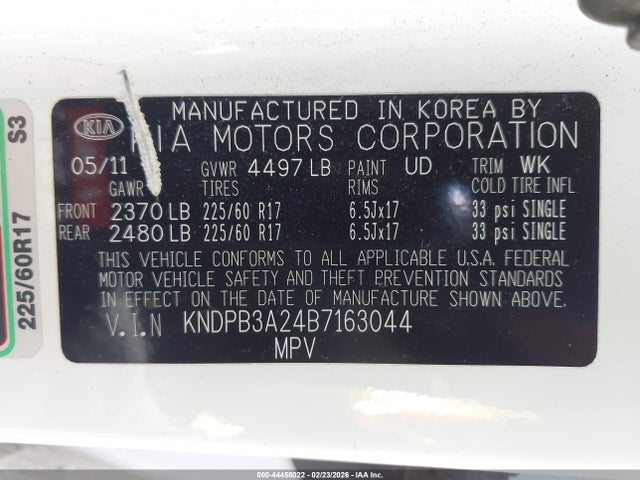 S3
225/60R17
KIA
MANUFACTURED IN KOREA BY
KIA MOTORS CORPORATION
05/11 GVWR 4497 LB PAINT UD TRIM WK
GAWR TIRES RIMS COLD TIRE INFL
FRONT 2370 LB 225/60 R17 6.5Jx17 33 psi SINGLE
REAR 2480 LB 225/60 R17 6.5Jx17 33 psi SINGLE
THIS VEHICLE CONFORMS TO ALL APPLICABLE U.S.A. FEDERAL
MOTOR VEHICLE SAFETY AND THEFT PREVENTION STANDARDS
IN EFFECT ON THE DATE OF MANUFACTURE SHOWN ABOVE.
V.I.N KNDPB3A24B7163044
MPV
000-44458022 - 02/23/2026 - IAAI.COM